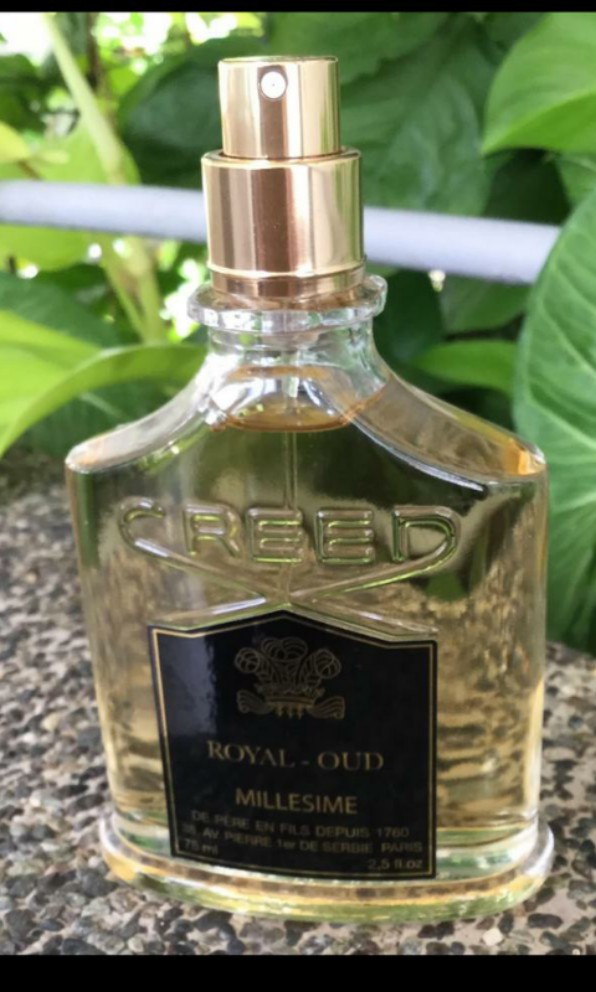 CREED
ROYAL - OUD
MILLESIME
DE PÈRE EN FILS DEPUIS 1760
AV. PIERRE 1er DE SERBIE PARIS
75 ml
2,5 fl.oz